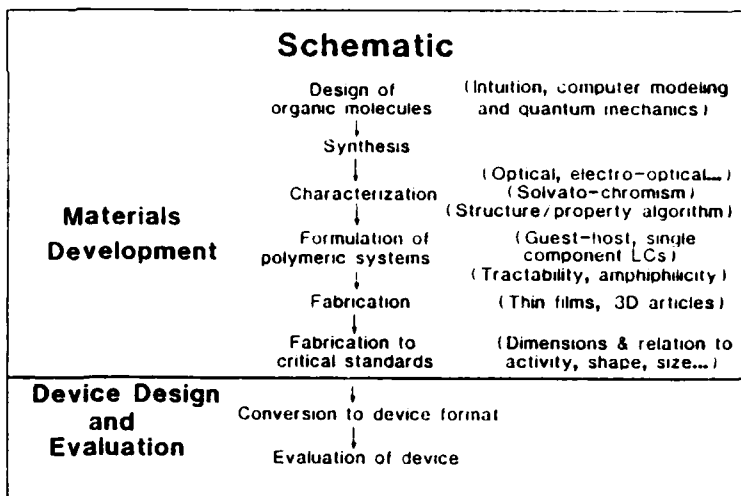 Schematic
Design of
organic molecules
(Intuition, computer modeling
and quantum mechanics)
Synthesis
Characterization
(Optical, electro-optical...)
(Solvato-chromism)
(Structure/property algorithm)
Materials
Development
Formulation of
polymeric systems
(Guest-host, single
component LCs)
(Tractability, amphiphilicity)
Fabrication
(Thin films, 3D articles)
Fabrication to
critical standards
(Dimensions & relation to
activity, shape, size...)
Device Design
and
Evaluation
Conversion to device format
Evaluation of device